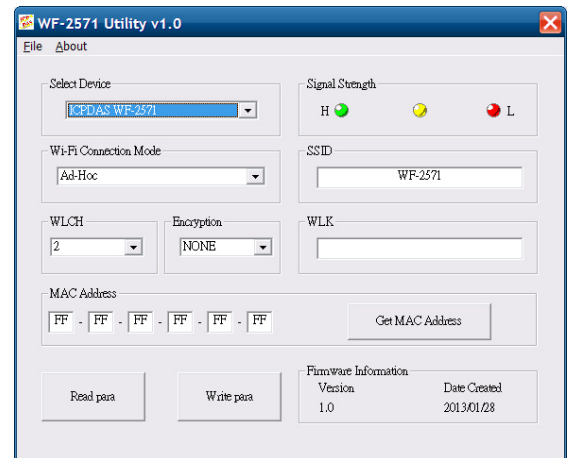 WF-2571 Utility v1.0
File About
Select Device
ICPDAS WF-2571
Signal Strength
H L
Wi-Fi Connection Mode
Ad-Hoc
SSID
WF-2571
WLCH
2
Encryption
NONE
WLK
MAC Address
FF - FF - FF - FF - FF - FF
Get MAC Address
Read para
Write para
Firmware Information
Version Date Created
1.0 2013/01/28